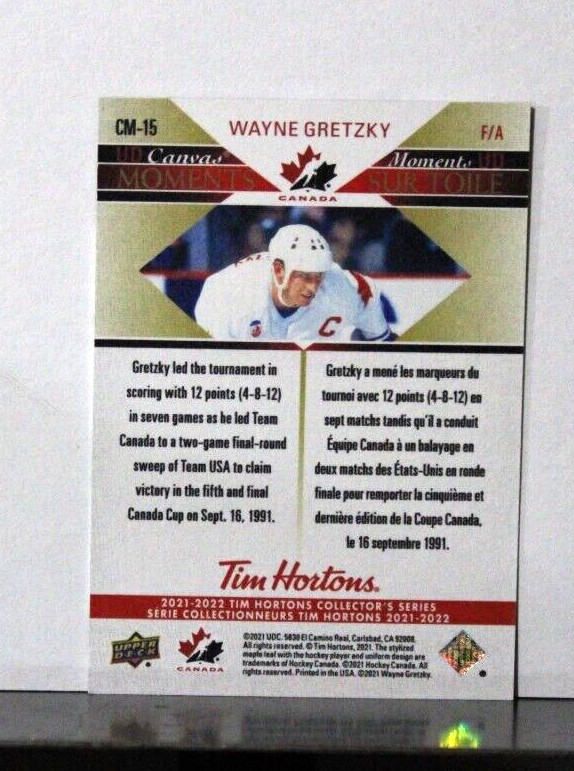 CM-15
WAYNE GRETZKY
F/A
UD Canvas
MOMENTS
Moments UD
SUR TOILE
CANADA
C
Gretzky led the tournament in
scoring with 12 points (4-8-12)
in seven games as he led Team
Canada to a two-game final-round
sweep of Team USA to claim
victory in the fifth and final
Canada Cup on Sept. 16, 1991.
Gretzky a mené les marqueurs du
tournoi avec 12 points (4-8-12) en
sept matchs tandis qu'il a conduit
Équipe Canada à un balayage en
deux matchs des États-Unis en ronde
finale pour remporter la cinquième et
dernière édition de la Coupe Canada,
le 16 septembre 1991.
Tim Hortons®
2021-2022 TIM HORTONS COLLECTOR'S SERIES
SÉRIE COLLECTIONNEURS TIM HORTONS 2021-2022
UPPER
DECK
CANADA
©2021 UDC. 5830 El Camino Real, Carlsbad, CA 92008.
All rights reserved. © Tim Hortons, 2021. The stylized
maple leaf with the hockey player and uniform design are
trademarks of Hockey Canada. ©2021 Hockey Canada. All
rights reserved. Printed in the USA. ©2021 Wayne Gretzky.